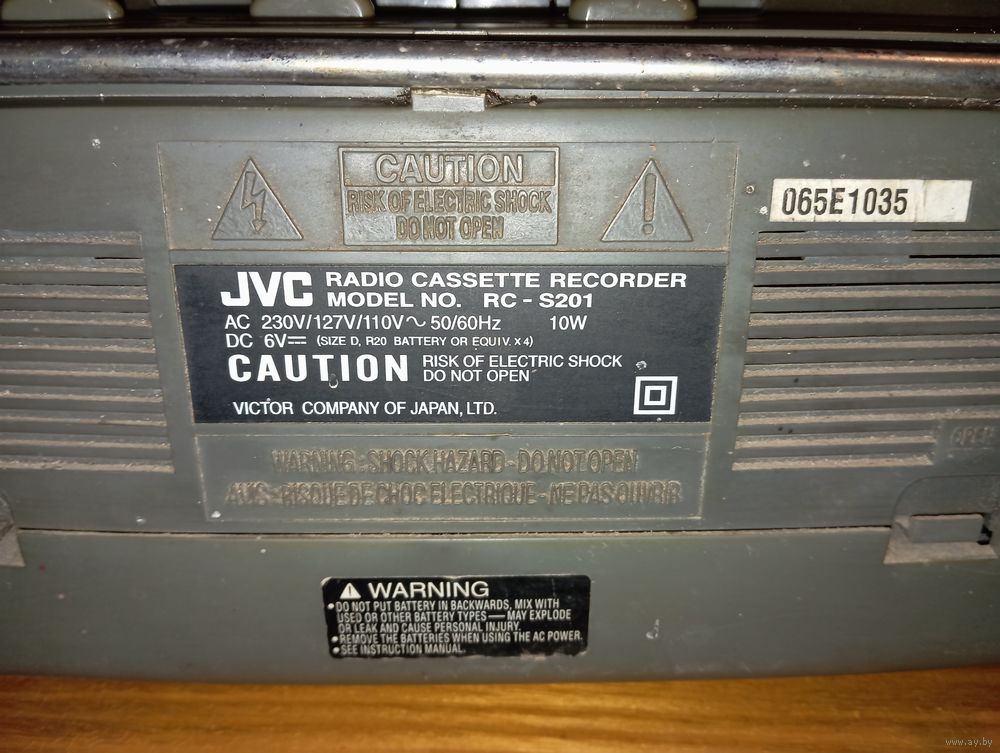 CAUTION
RISK OF ELECTRIC SHOCK
DO NOT OPEN
065E1035
JVC RADIO CASSETTE RECORDER
MODEL NO. RC - S201
AC 230V/127V/110V∿ 50/60Hz 10W
DC 6V⎓ (SIZE D, R20 BATTERY OR EQUIV. x 4)
CAUTION RISK OF ELECTRIC SHOCK
DO NOT OPEN
VICTOR COMPANY OF JAPAN, LTD.
OPEN
WARNING - SHOCK HAZARD - DO NOT OPEN
AVIS - RISQUE DE CHOC ELECTRIQUE - NE PAS OUVRIR
WARNING
• DO NOT PUT BATTERY IN BACKWARDS, MIX WITH
USED OR OTHER BATTERY TYPES — MAY EXPLODE
OR LEAK AND CAUSE PERSONAL INJURY.
• REMOVE THE BATTERIES WHEN USING THE AC POWER.
• SEE INSTRUCTION MANUAL.
www.ay.by